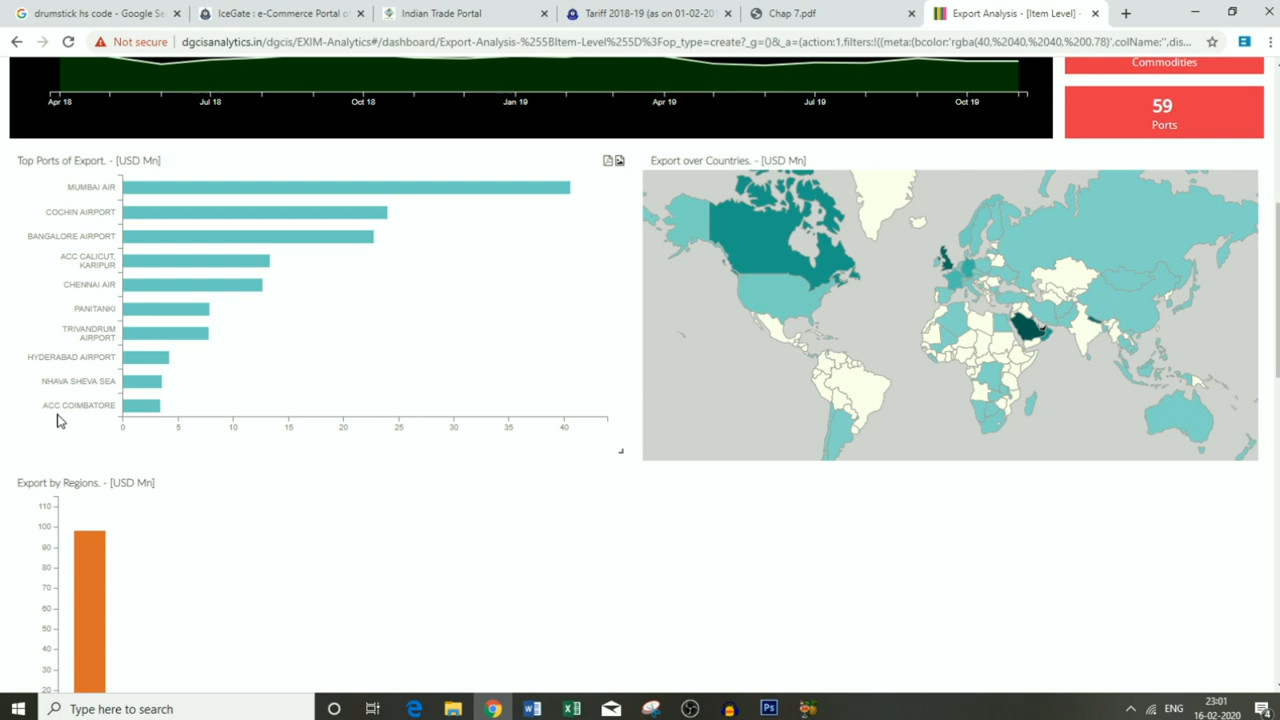 drumstick hs code - Google Se
IceGate : e-Commerce Portal o
Indian Trade Portal
Tariff 2018-19 (as on 01-02-201
Chap 7.pdf
Export Analysis - [Item Level] -
Not secure
dgcisanalytics.in/dgcis/EXIM-Analytics#/dashboard/Export-Analysis-%255BItem-Level%255D%3Fop_type=create?_g=()&_a=(action:1,filters:!((meta:(bcolor:'rgba(40,%2040,%2040,%200.78)',colName:'',dis...
Commodities
Apr 18
Jul 18
Oct 18
Jan 19
Apr 19
Jul 19
Oct 19
59
Ports
Top Ports of Export. - [USD Mn]
MUMBAI AIR
COCHIN AIRPORT
BANGALORE AIRPORT
ACC CALICUT,
KARIPUR
CHENNAI AIR
PANITANKI
TRIVANDRUM
AIRPORT
HYDERABAD AIRPORT
NHAVA SHEVA SEA
ACC COIMBATORE
0 5 10 15 20 25 30 35 40
Export over Countries. - [USD Mn]
Export by Regions. - [USD Mn]
110
100
90
80
70
60
50
40
30
20
Type here to search
ENG
23:01
16-02-2020